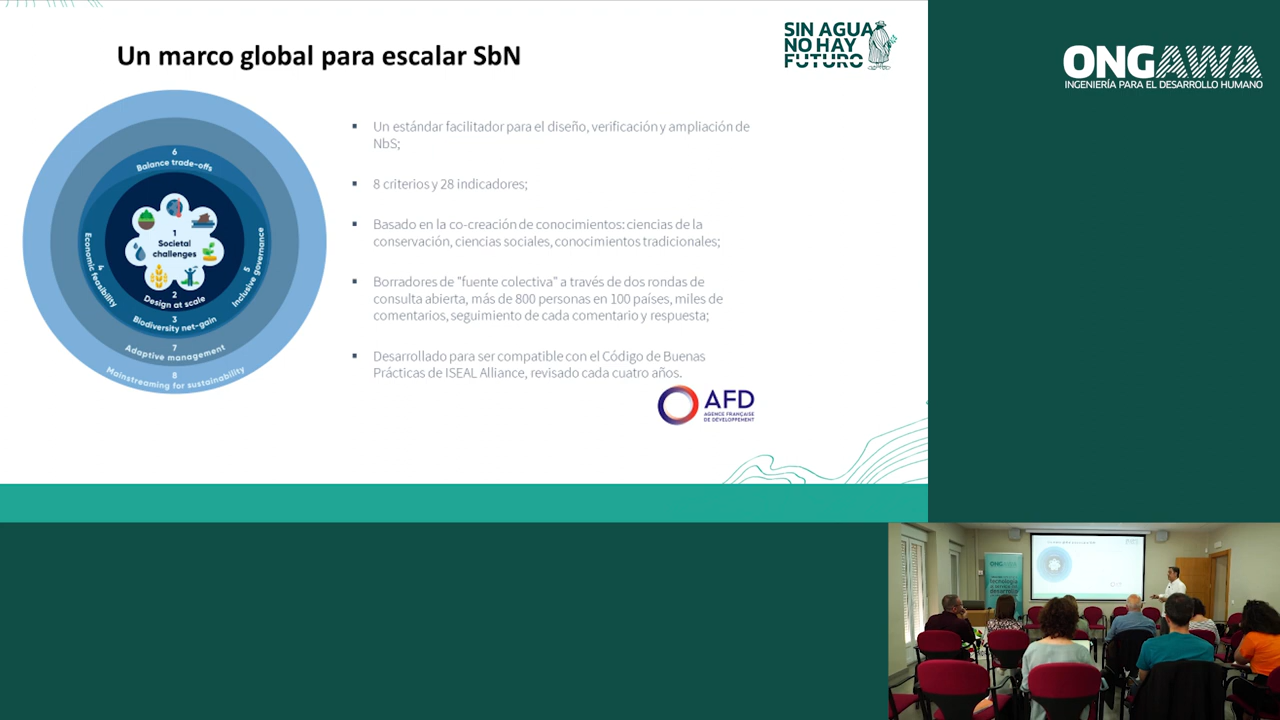 Un marco global para escalar SbN
SIN AGUA
NO HAY
FUTURO
ONGAWA
INGENIERÍA PARA EL DESARROLLO HUMANO
6
Balance trade-offs
1
Societal
challenges
4
Economic feasibility
5
Inclusive governance
2
Design at scale
3
Biodiversity net-gain
7
Adaptive management
8
Mainstreaming for sustainability
Un estándar facilitador para el diseño, verificación y ampliación de
NbS;
8 criterios y 28 indicadores;
Basado en la co-creación de conocimientos: ciencias de la
conservación, ciencias sociales, conocimientos tradicionales;
Borradores de "fuente colectiva" a través de dos rondas de
consulta abierta, más de 800 personas en 100 países, miles de
comentarios, seguimiento de cada comentario y respuesta;
Desarrollado para ser compatible con el Código de Buenas
Prácticas de ISEAL Alliance, revisado cada cuatro años.
AFD
AGENCE FRANÇAISE
DE DÉVELOPPEMENT
ONGAWA